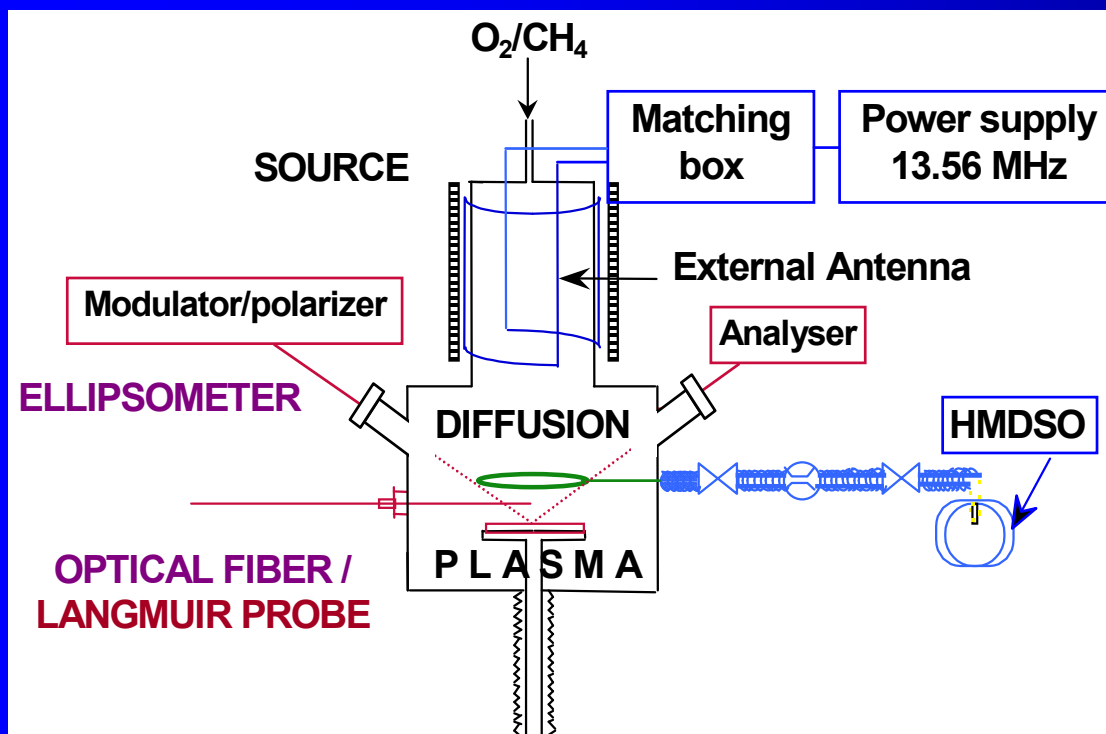 O₂/CH₄
SOURCE
Matching
box
Power supply
13.56 MHz
External Antenna
Modulator/polarizer
Analyser
ELLIPSOMETER
DIFFUSION
HMDSO
OPTICAL FIBER /
LANGMUIR PROBE
P L A S M A